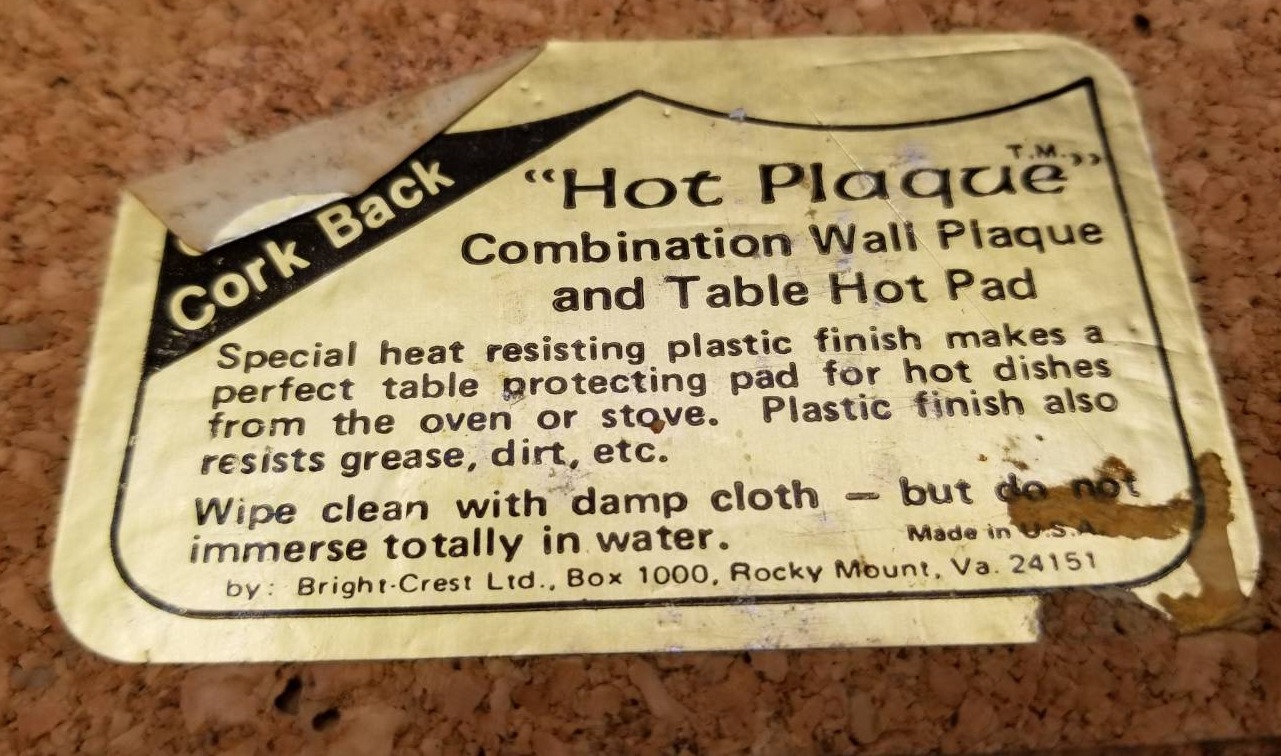 Cork Back
"Hot Plaque" T.M.
Combination Wall Plaque
and Table Hot Pad
Special heat resisting plastic finish makes a
perfect table protecting pad for hot dishes
from the oven or stove. Plastic finish also
resists grease, dirt, etc.
Wipe clean with damp cloth — but do not
immerse totally in water.
Made in U.S.A.
by: Bright-Crest Ltd., Box 1000, Rocky Mount, Va. 24151